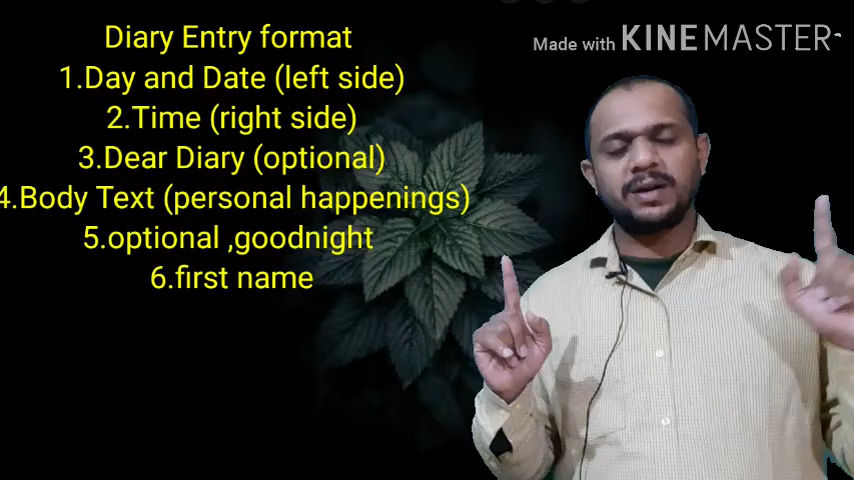 Diary Entry format
Made with KINEMASTER
1.Day and Date (left side)
2.Time (right side)
3.Dear Diary (optional)
4.Body Text (personal happenings)
5.optional ,goodnight
6.first name